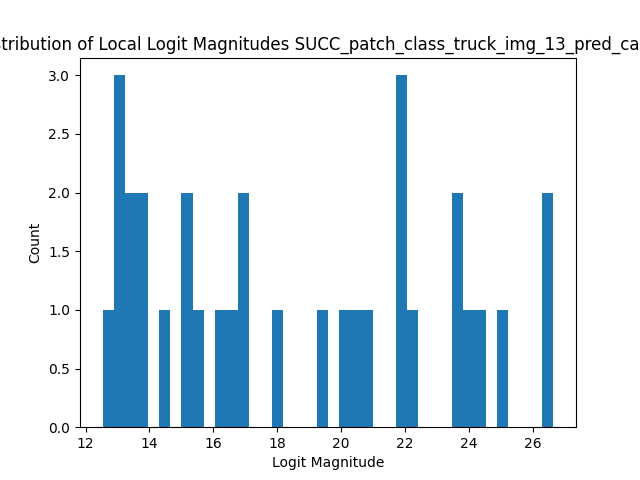 tribution of Local Logit Magnitudes SUCC_patch_class_truck_img_13_pred_ca
3.0
2.5
2.0
1.5
1.0
0.5
0.0
Count
12 14 16 18 20 22 24 26
Logit Magnitude